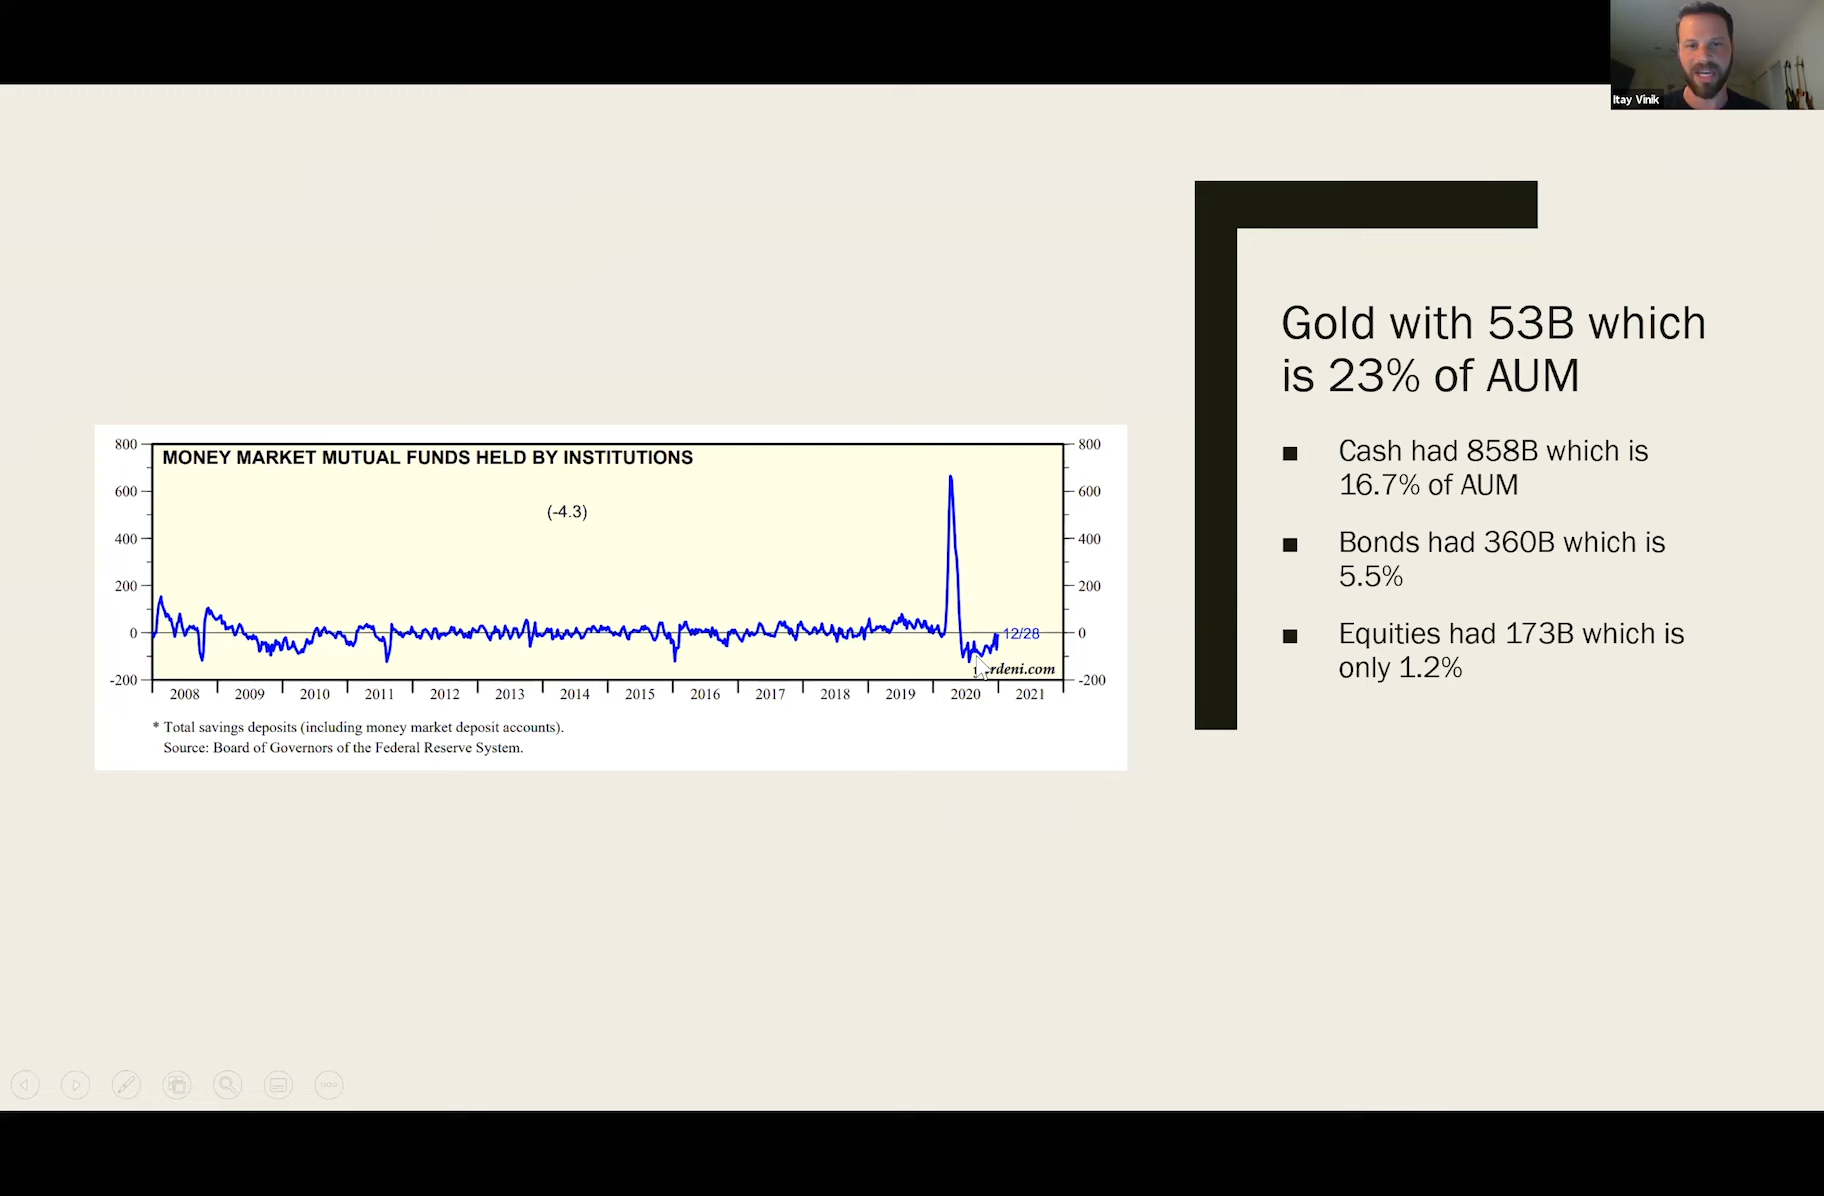 Itay Vinik
Gold with 53B which
is 23% of AUM
■ Cash had 858B which is
16.7% of AUM
■ Bonds had 360B which is
5.5%
■ Equities had 173B which is
only 1.2%
MONEY MARKET MUTUAL FUNDS HELD BY INSTITUTIONS
(-4.3)
800 800
600 600
400 400
200 200
0 12/28 0
rdeni.com
-200 -200
2008 2009 2010 2011 2012 2013 2014 2015 2016 2017 2018 2019 2020 2021
* Total savings deposits (including money market deposit accounts).
Source: Board of Governors of the Federal Reserve System.